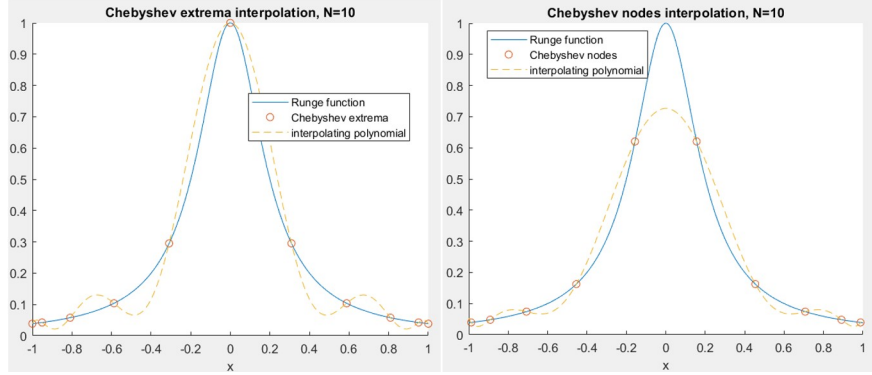 Chebyshev extrema interpolation, N=10
1
0.9
0.8
0.7
0.6
0.5
0.4
0.3
0.2
0.1
0
Runge function
Chebyshev extrema
interpolating polynomial
-1 -0.8 -0.6 -0.4 -0.2 0 0.2 0.4 0.6 0.8 1
x
Chebyshev nodes interpolation, N=10
1
0.9
0.8
0.7
0.6
0.5
0.4
0.3
0.2
0.1
0
Runge function
Chebyshev nodes
interpolating polynomial
-1 -0.8 -0.6 -0.4 -0.2 0 0.2 0.4 0.6 0.8 1
x